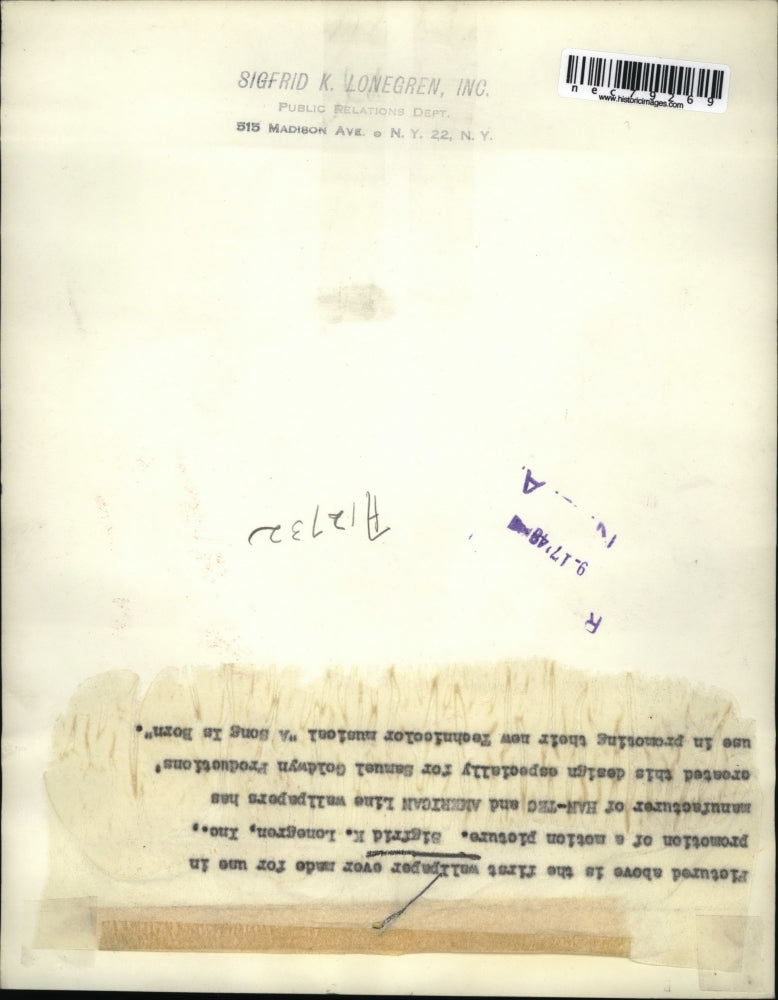 SIGFRID K. LONEGREN, INC.
PUBLIC RELATIONS DEPT.
515 MADISON AVE. N. Y. 22, N. Y.
nec79269
www.historicimages.com
A12732
A
9-17'48
R
Pictured above is the first wallpaper ever made for use in
promotion of a motion picture. Sigfrid K. Lonegren, Inc.,
manufacturer of HAN-TEC and AMERICAN Line wallpapers has
created this design especially for Samuel Goldwyn Productions'
use in promoting their new Technicolor musical "A Song Is Born".